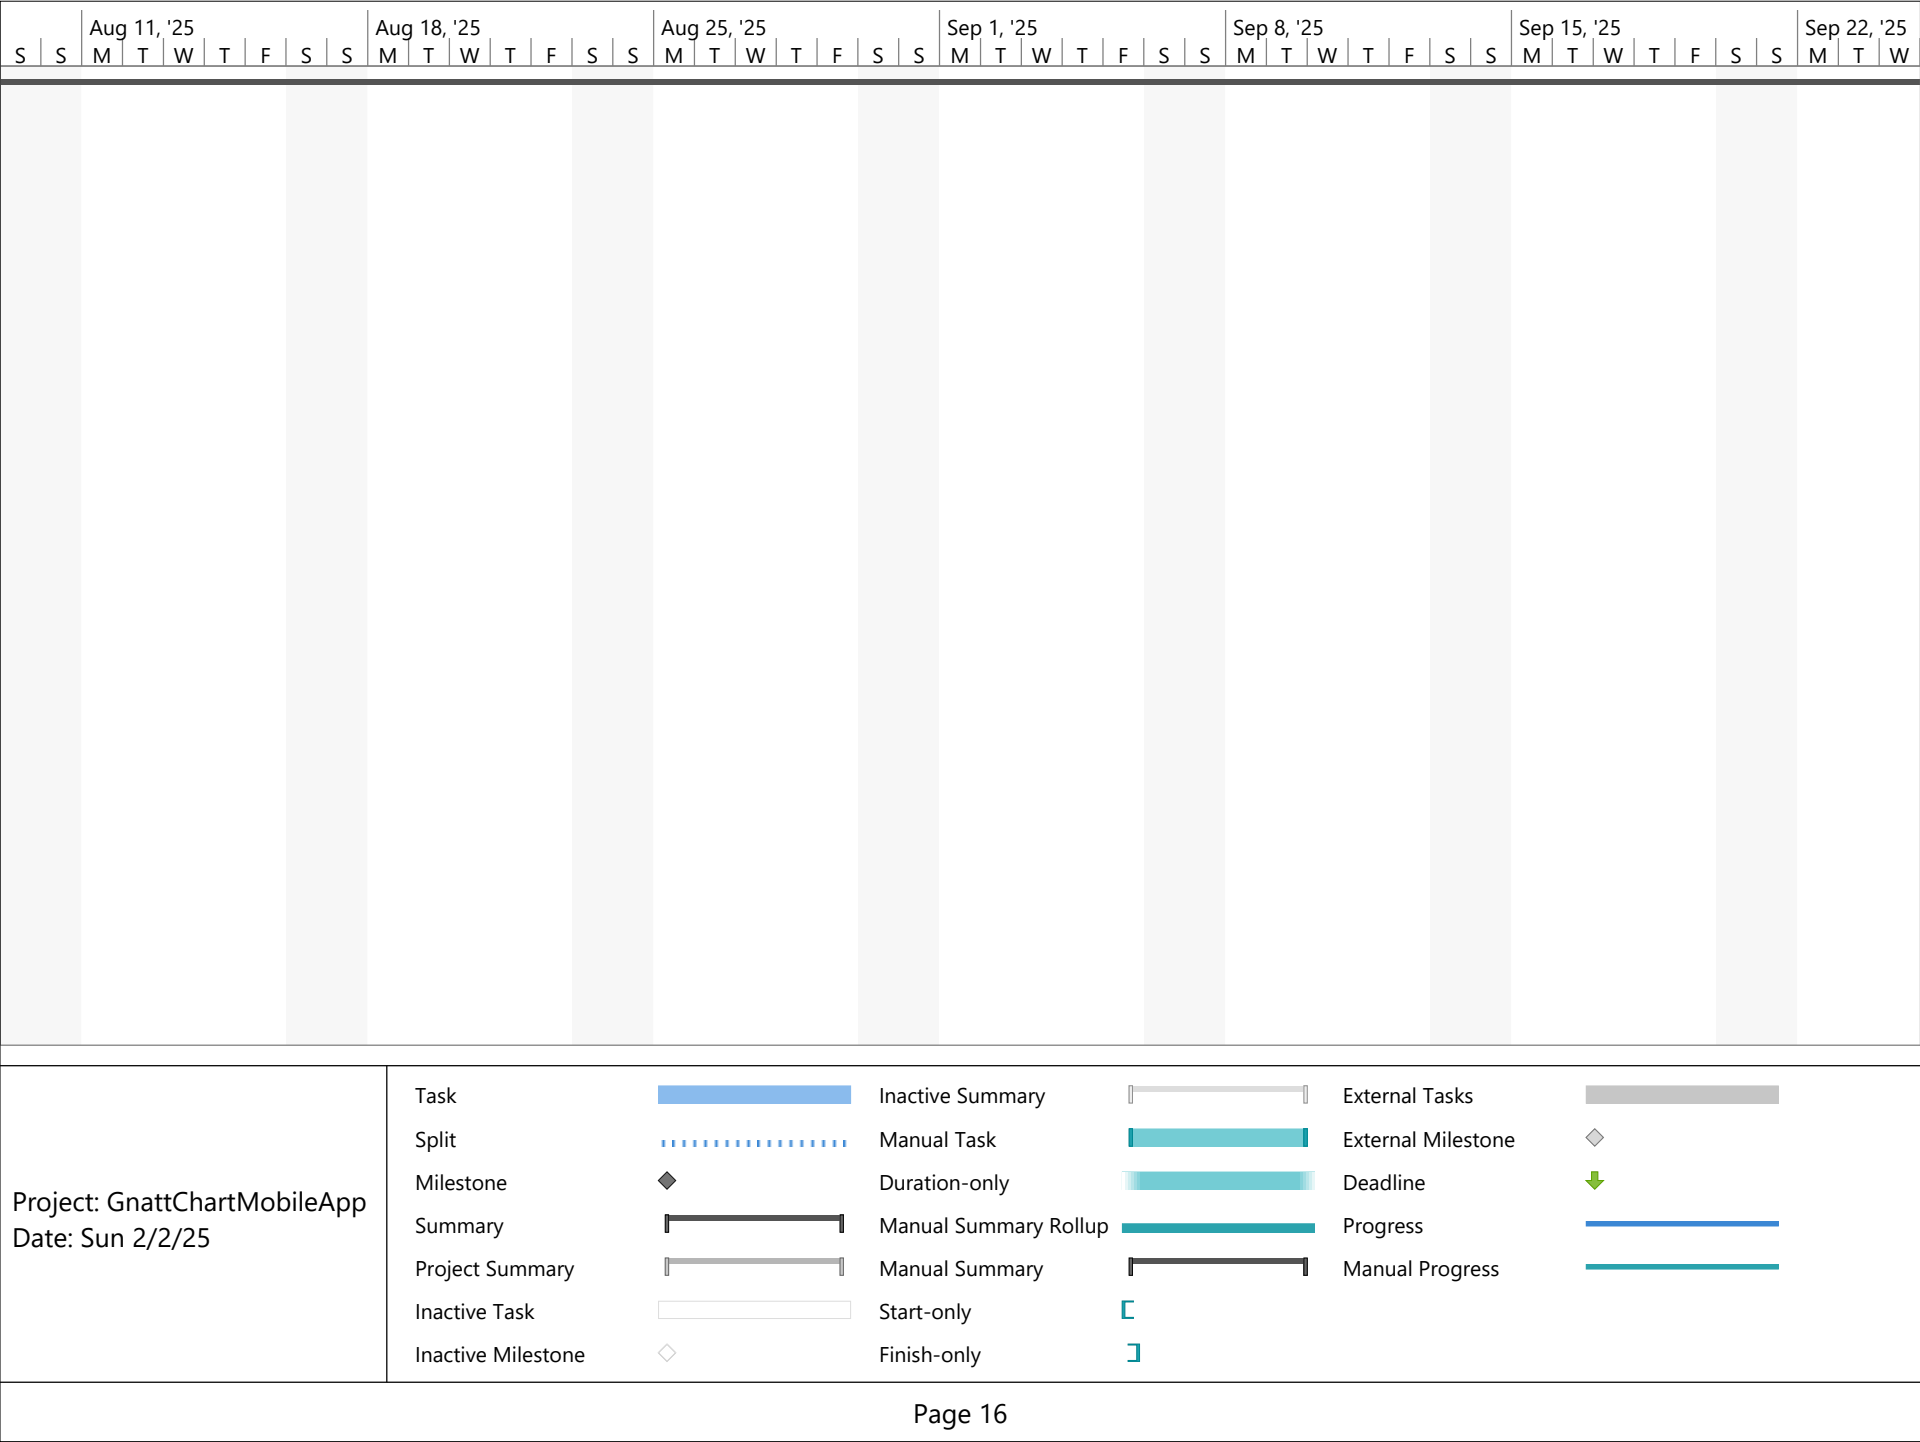 Aug 11, '25 Aug 18, '25 Aug 25, '25 Sep 1, '25 Sep 8, '25 Sep 15, '25 Sep 22, '25
S S M T W T F S S M T W T F S S M T W T F S S M T W T F S S M T W T F S S M T W T F S S M T W
Project: GnattChartMobileApp
Date: Sun 2/2/25
Task
Split
Milestone
Summary
Project Summary
Inactive Task
Inactive Milestone
Inactive Summary
Manual Task
Duration-only
Manual Summary Rollup
Manual Summary
Start-only
Finish-only
External Tasks
External Milestone
Deadline
Progress
Manual Progress
Page 16